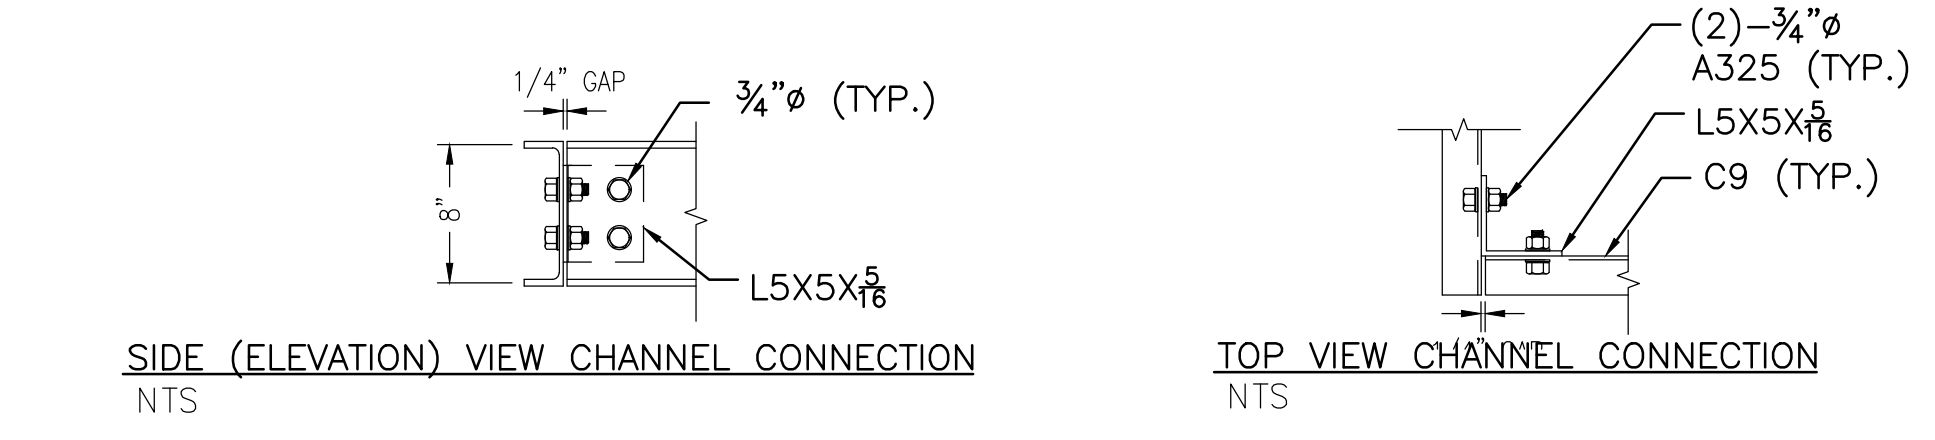 1/4" GAP
¾"ø (TYP.)
8"
L5X5X5/16
SIDE (ELEVATION) VIEW CHANNEL CONNECTION
NTS
(2)-¾"ø
A325 (TYP.)
L5X5X5/16
C9 (TYP.)
TOP VIEW CHANNEL CONNECTION
NTS